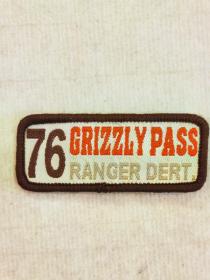 76 GRIZZLY PASS
RANGER DERT.